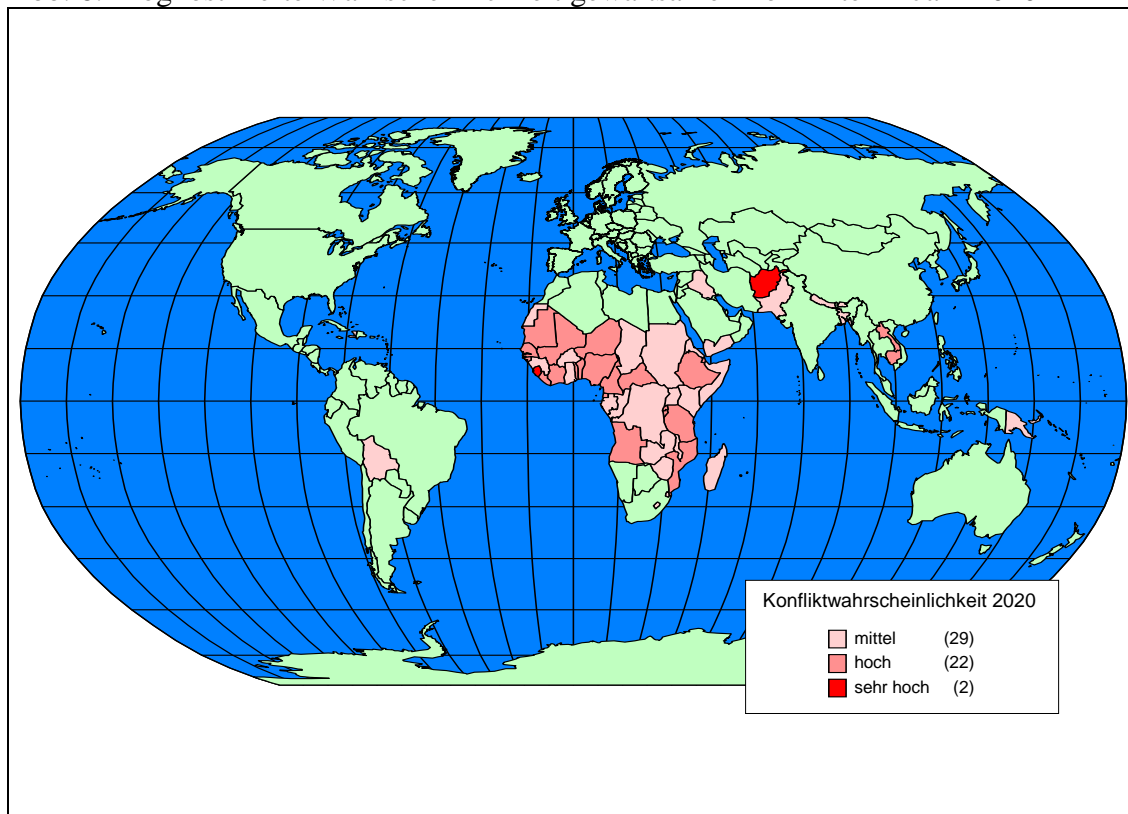 Konfliktwahrscheinlichkeit 2020
mittel (29)
hoch (22)
sehr hoch (2)